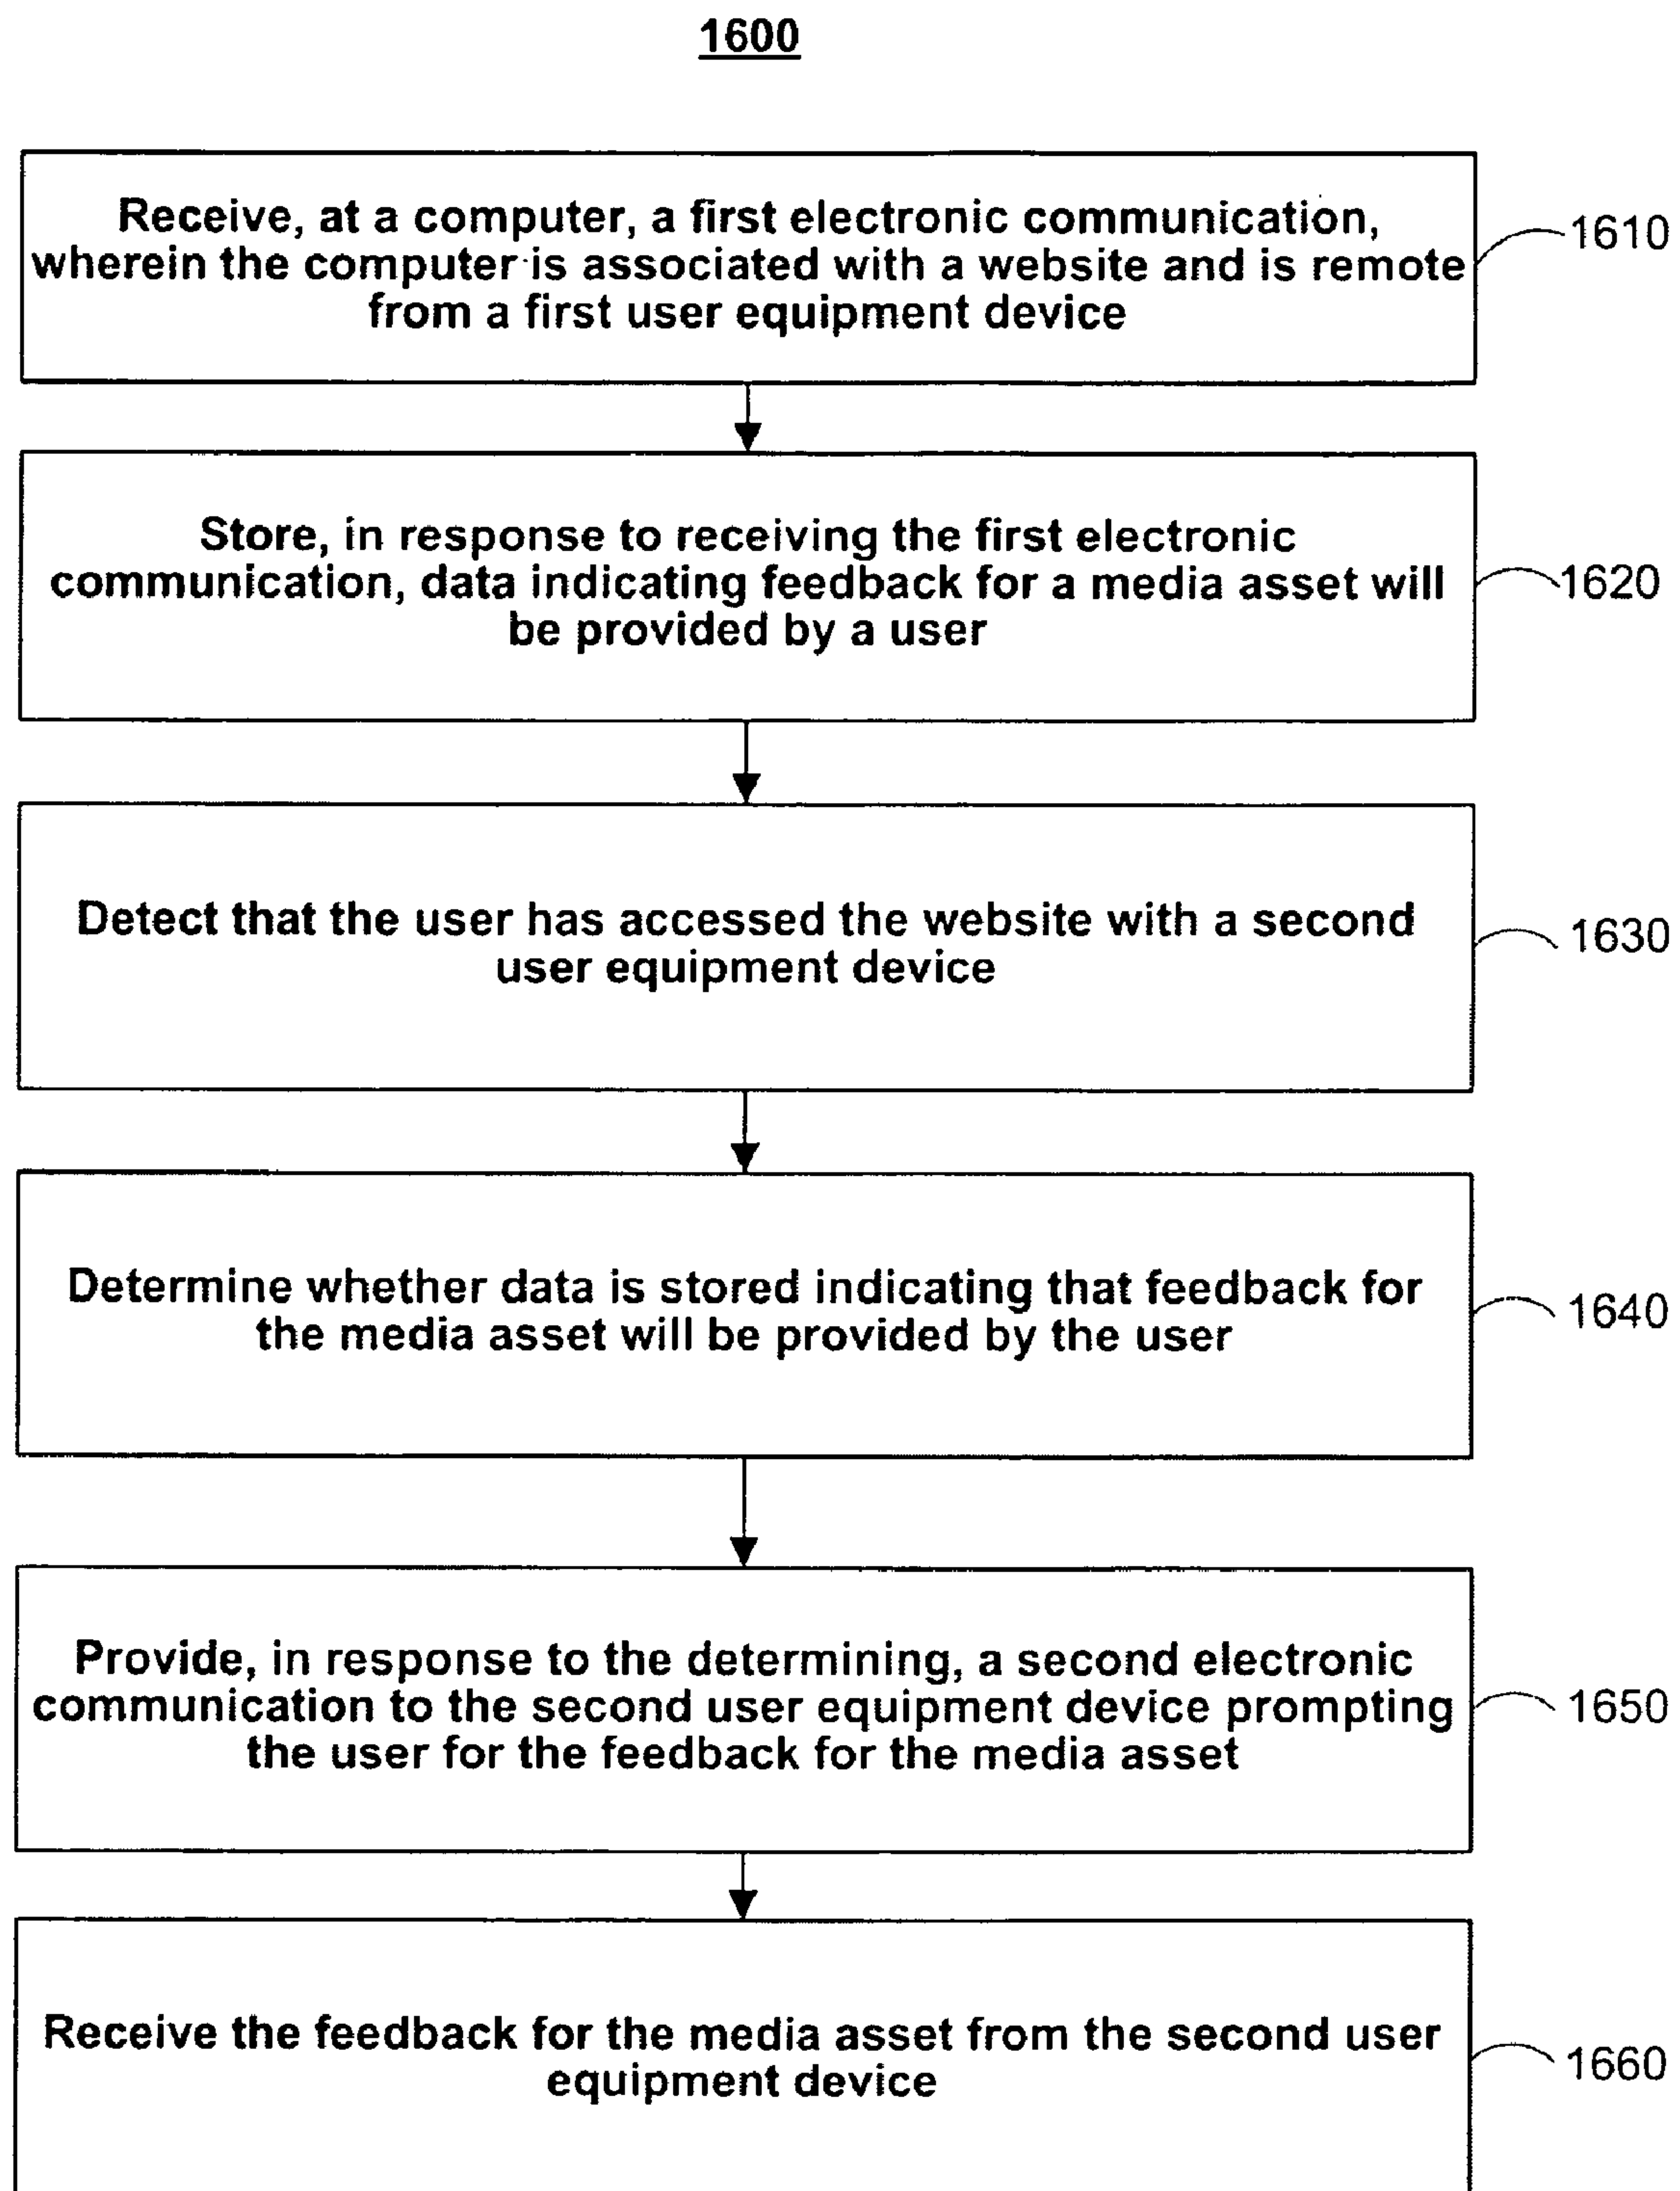 1600
Receive, at a computer, a first electronic communication,
wherein the computer is associated with a website and is remote
from a first user equipment device
1610
Store, in response to receiving the first electronic
communication, data indicating feedback for a media asset will
be provided by a user
1620
Detect that the user has accessed the website with a second
user equipment device
1630
Determine whether data is stored indicating that feedback for
the media asset will be provided by the user
1640
Provide, in response to the determining, a second electronic
communication to the second user equipment device prompting
the user for the feedback for the media asset
1650
Receive the feedback for the media asset from the second user
equipment device
1660